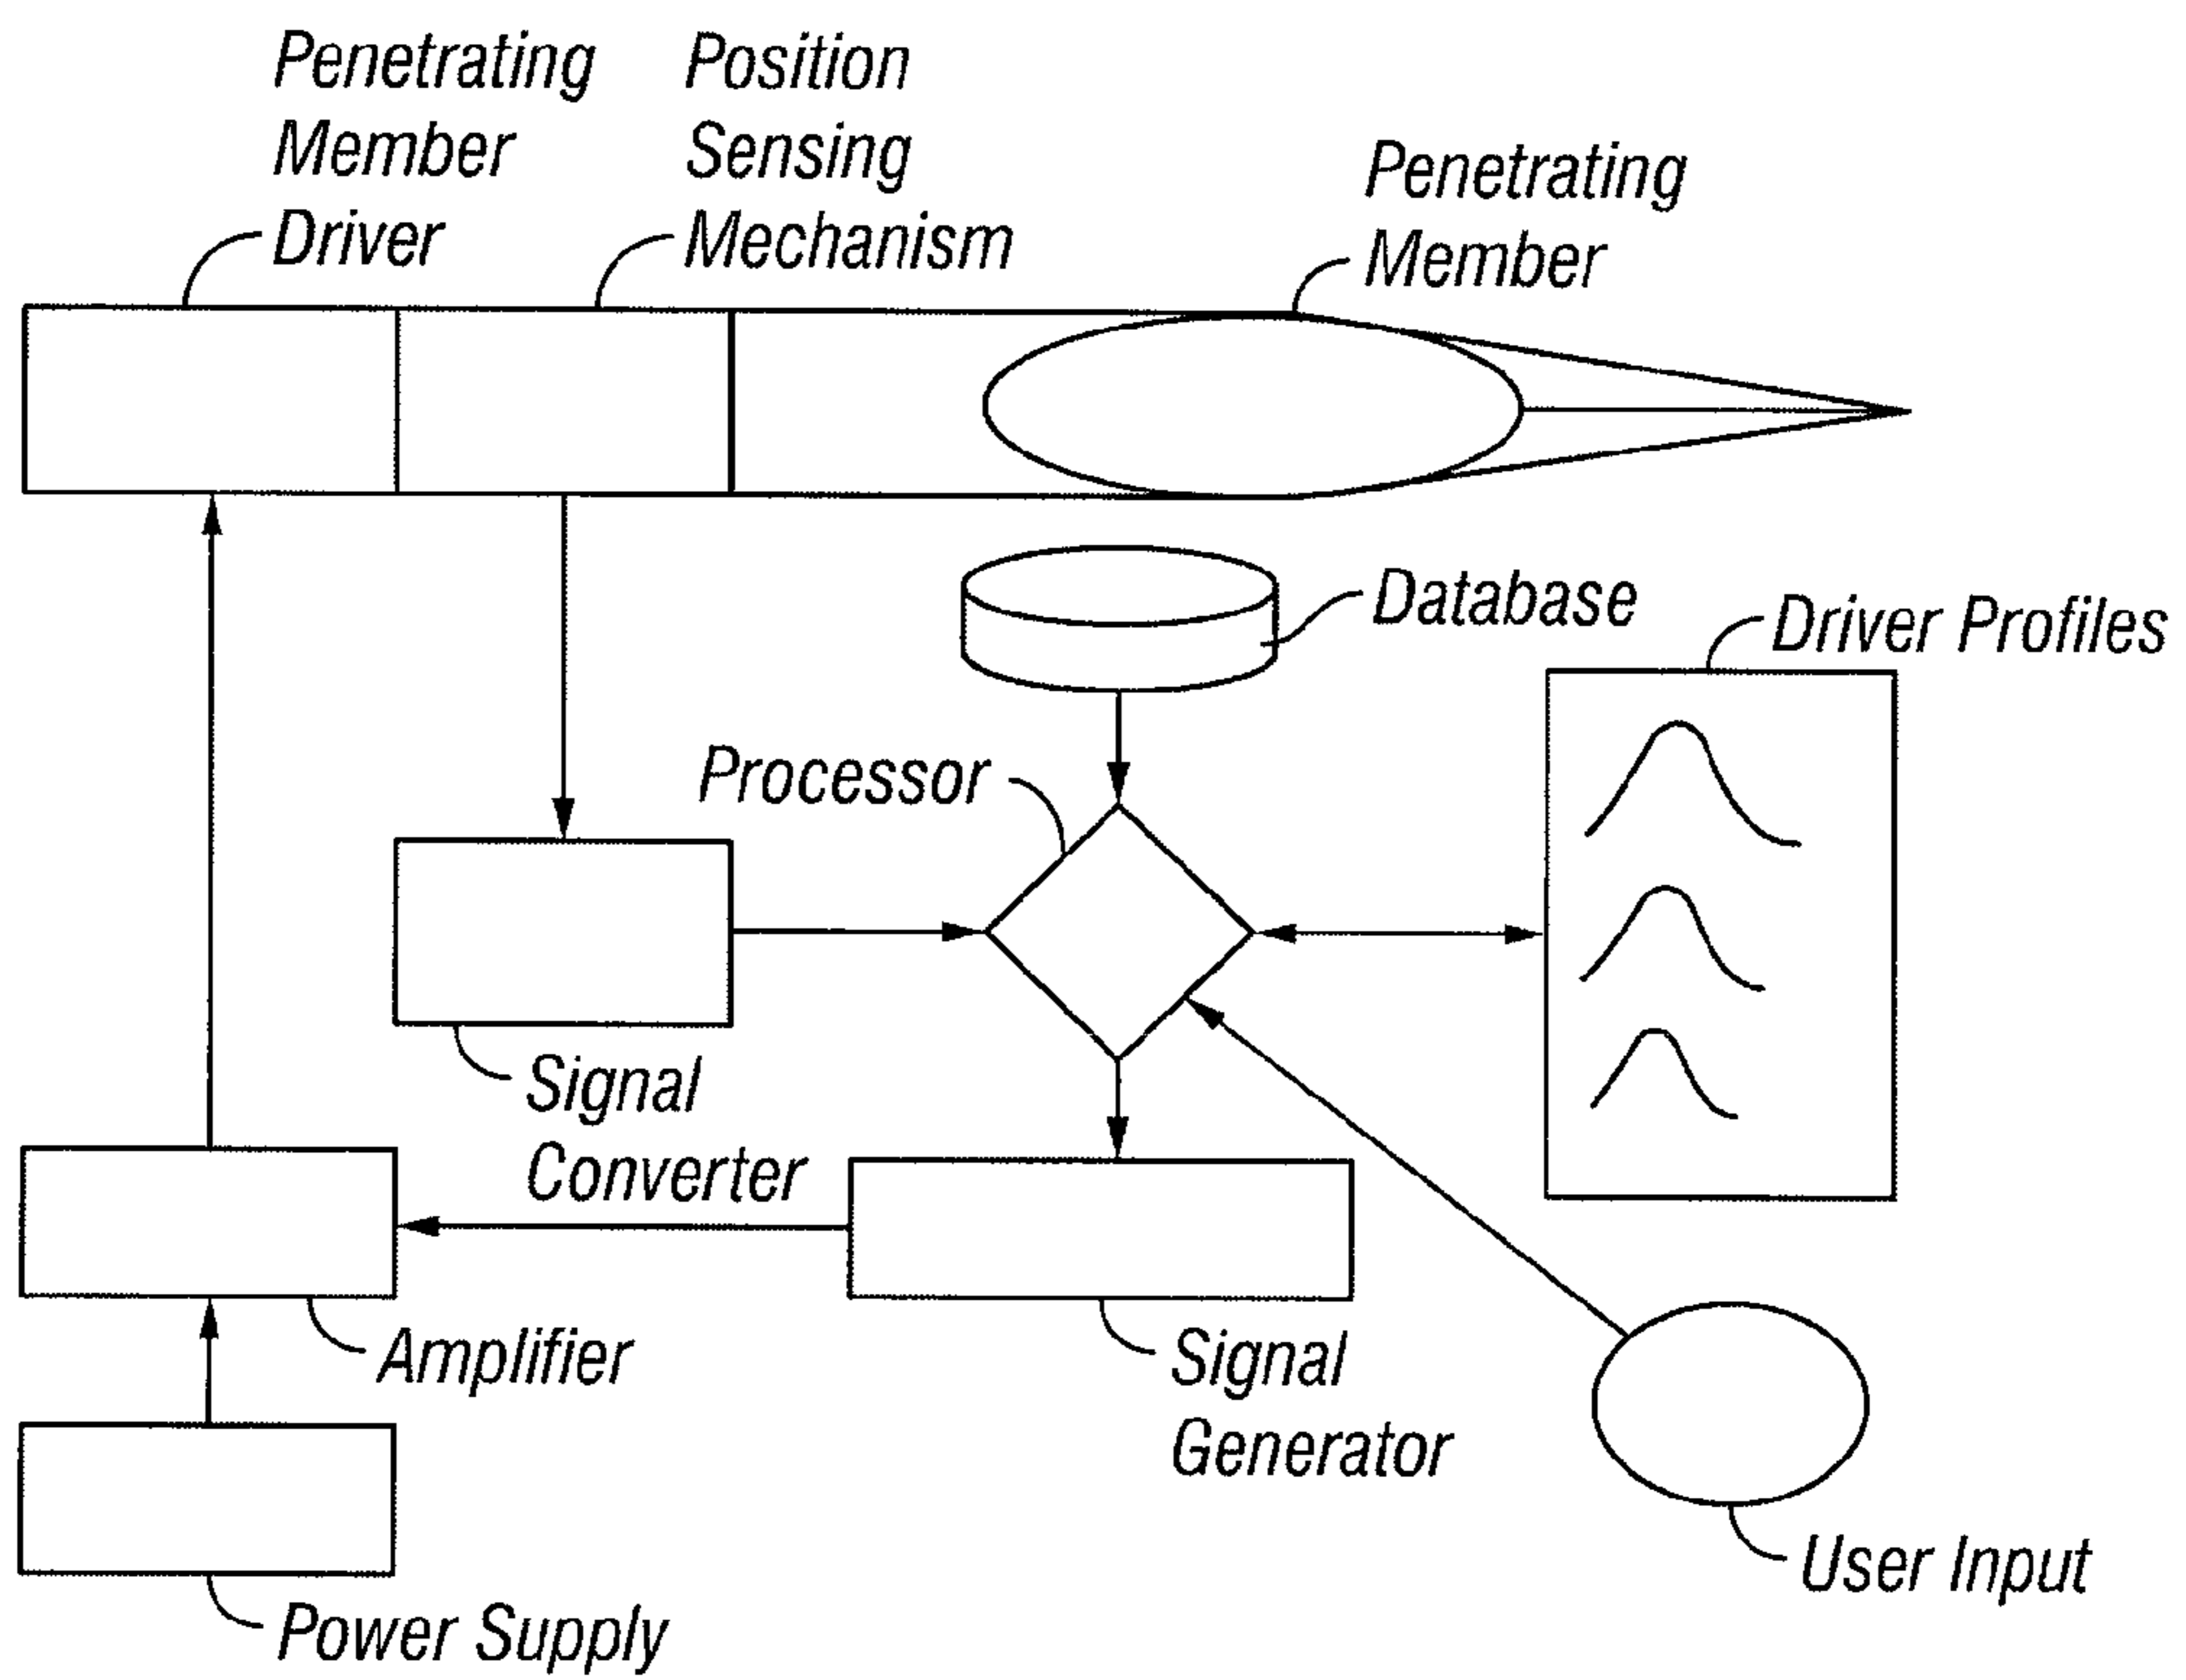 Penetrating
Member
Driver
Position
Sensing
Mechanism
Penetrating
Member
Database
Driver Profiles
Processor
Signal
Converter
Amplifier
Signal
Generator
User Input
Power Supply